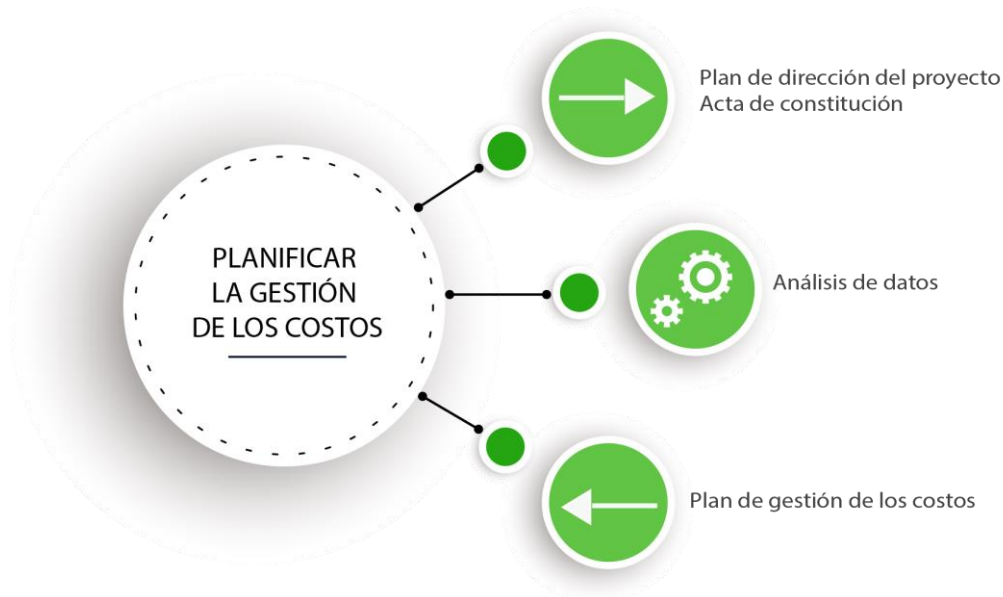 PLANIFICAR
LA GESTIÓN
DE LOS COSTOS
Plan de dirección del proyecto
Acta de constitución
Análisis de datos
Plan de gestión de los costos